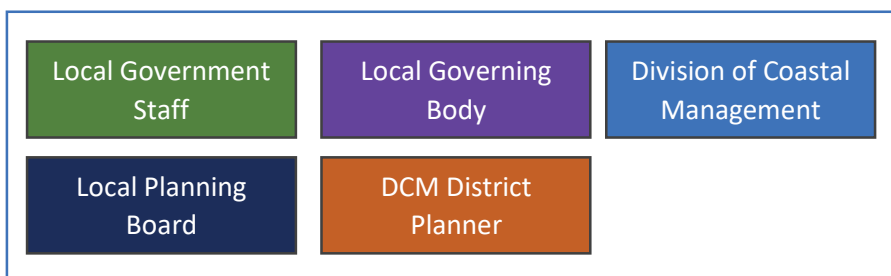 Local Government
Staff
Local Governing
Body
Division of Coastal
Management
Local Planning
Board
DCM District
Planner